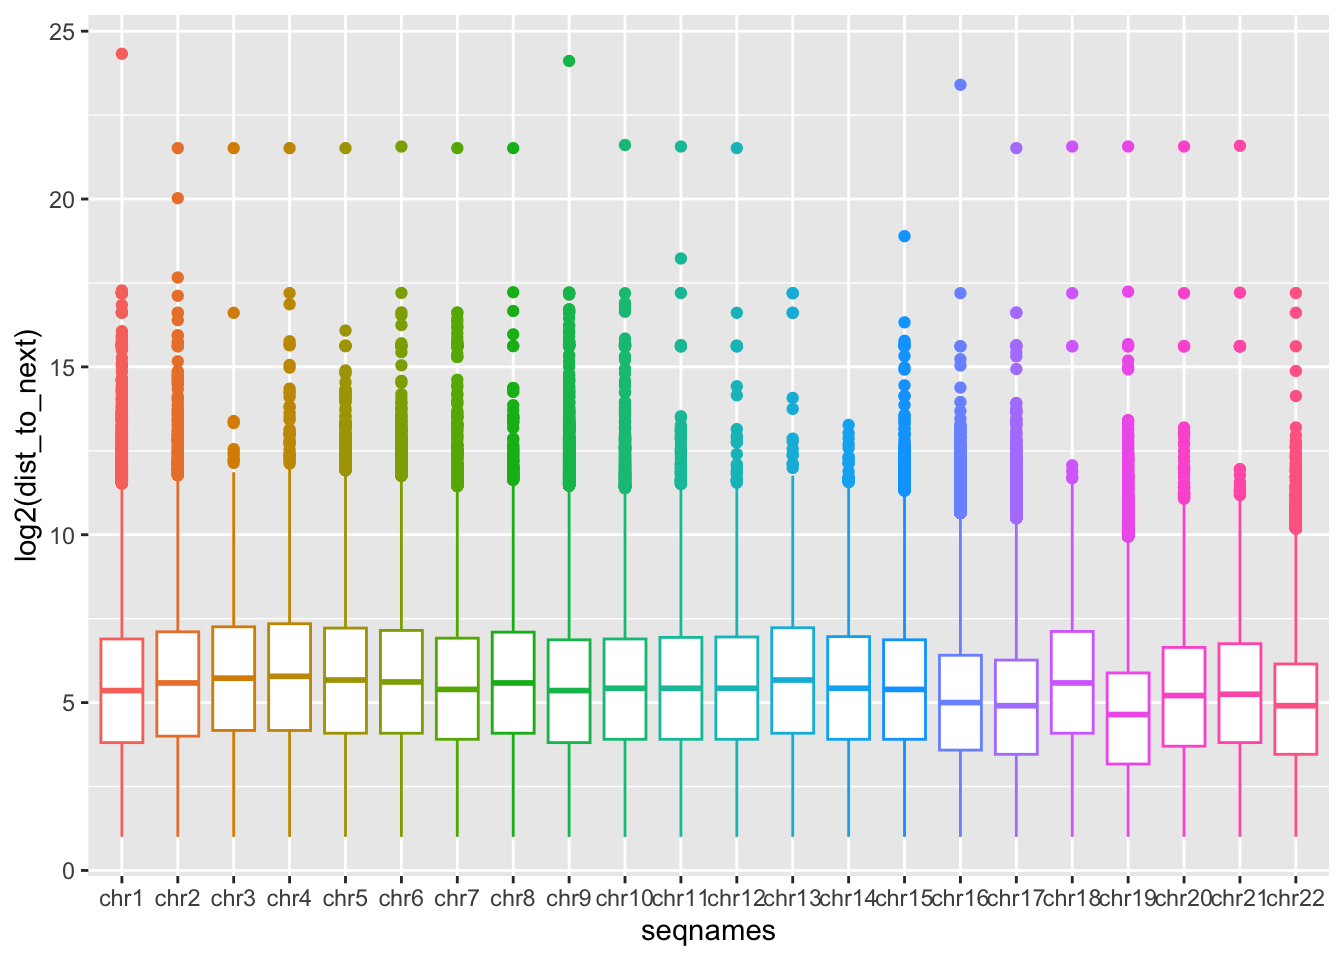 log2(dist_to_next)
25
20
15
10
5
0
chr1 chr2 chr3 chr4 chr5 chr6 chr7 chr8 chr9 chr10 chr11 chr12 chr13 chr14 chr15 chr16 chr17 chr18 chr19 chr20 chr21 chr22
seqnames